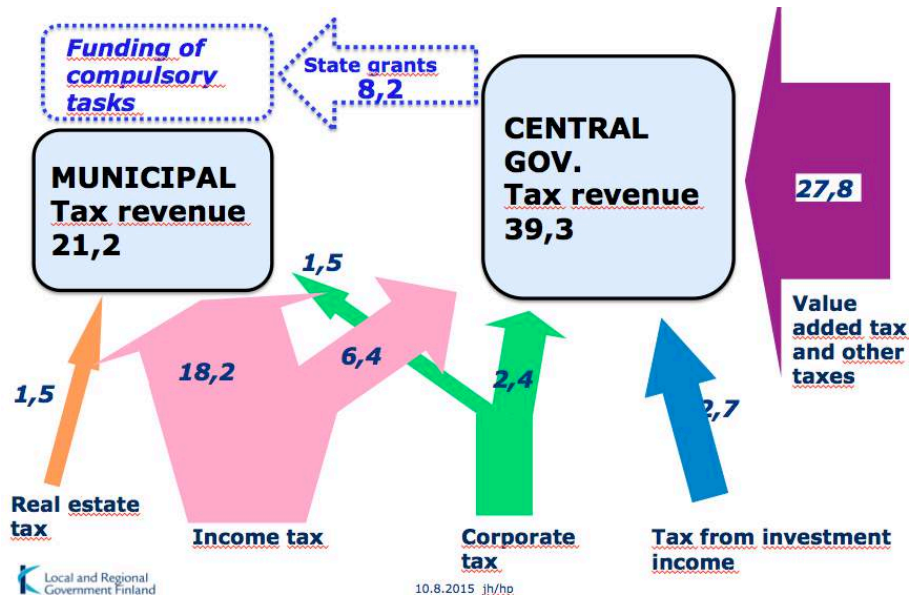 Funding of
compulsory
tasks
State grants
8,2
MUNICIPAL
Tax revenue
21,2
CENTRAL
GOV.
Tax revenue
39,3
27,8
Value
added tax
and other
taxes
1,5
1,5
18,2
6,4
2,4
2,7
Real estate
tax
Income tax
Corporate
tax
Tax from investment
income
Local and Regional
Government Finland
10.8.2015 jh/hp